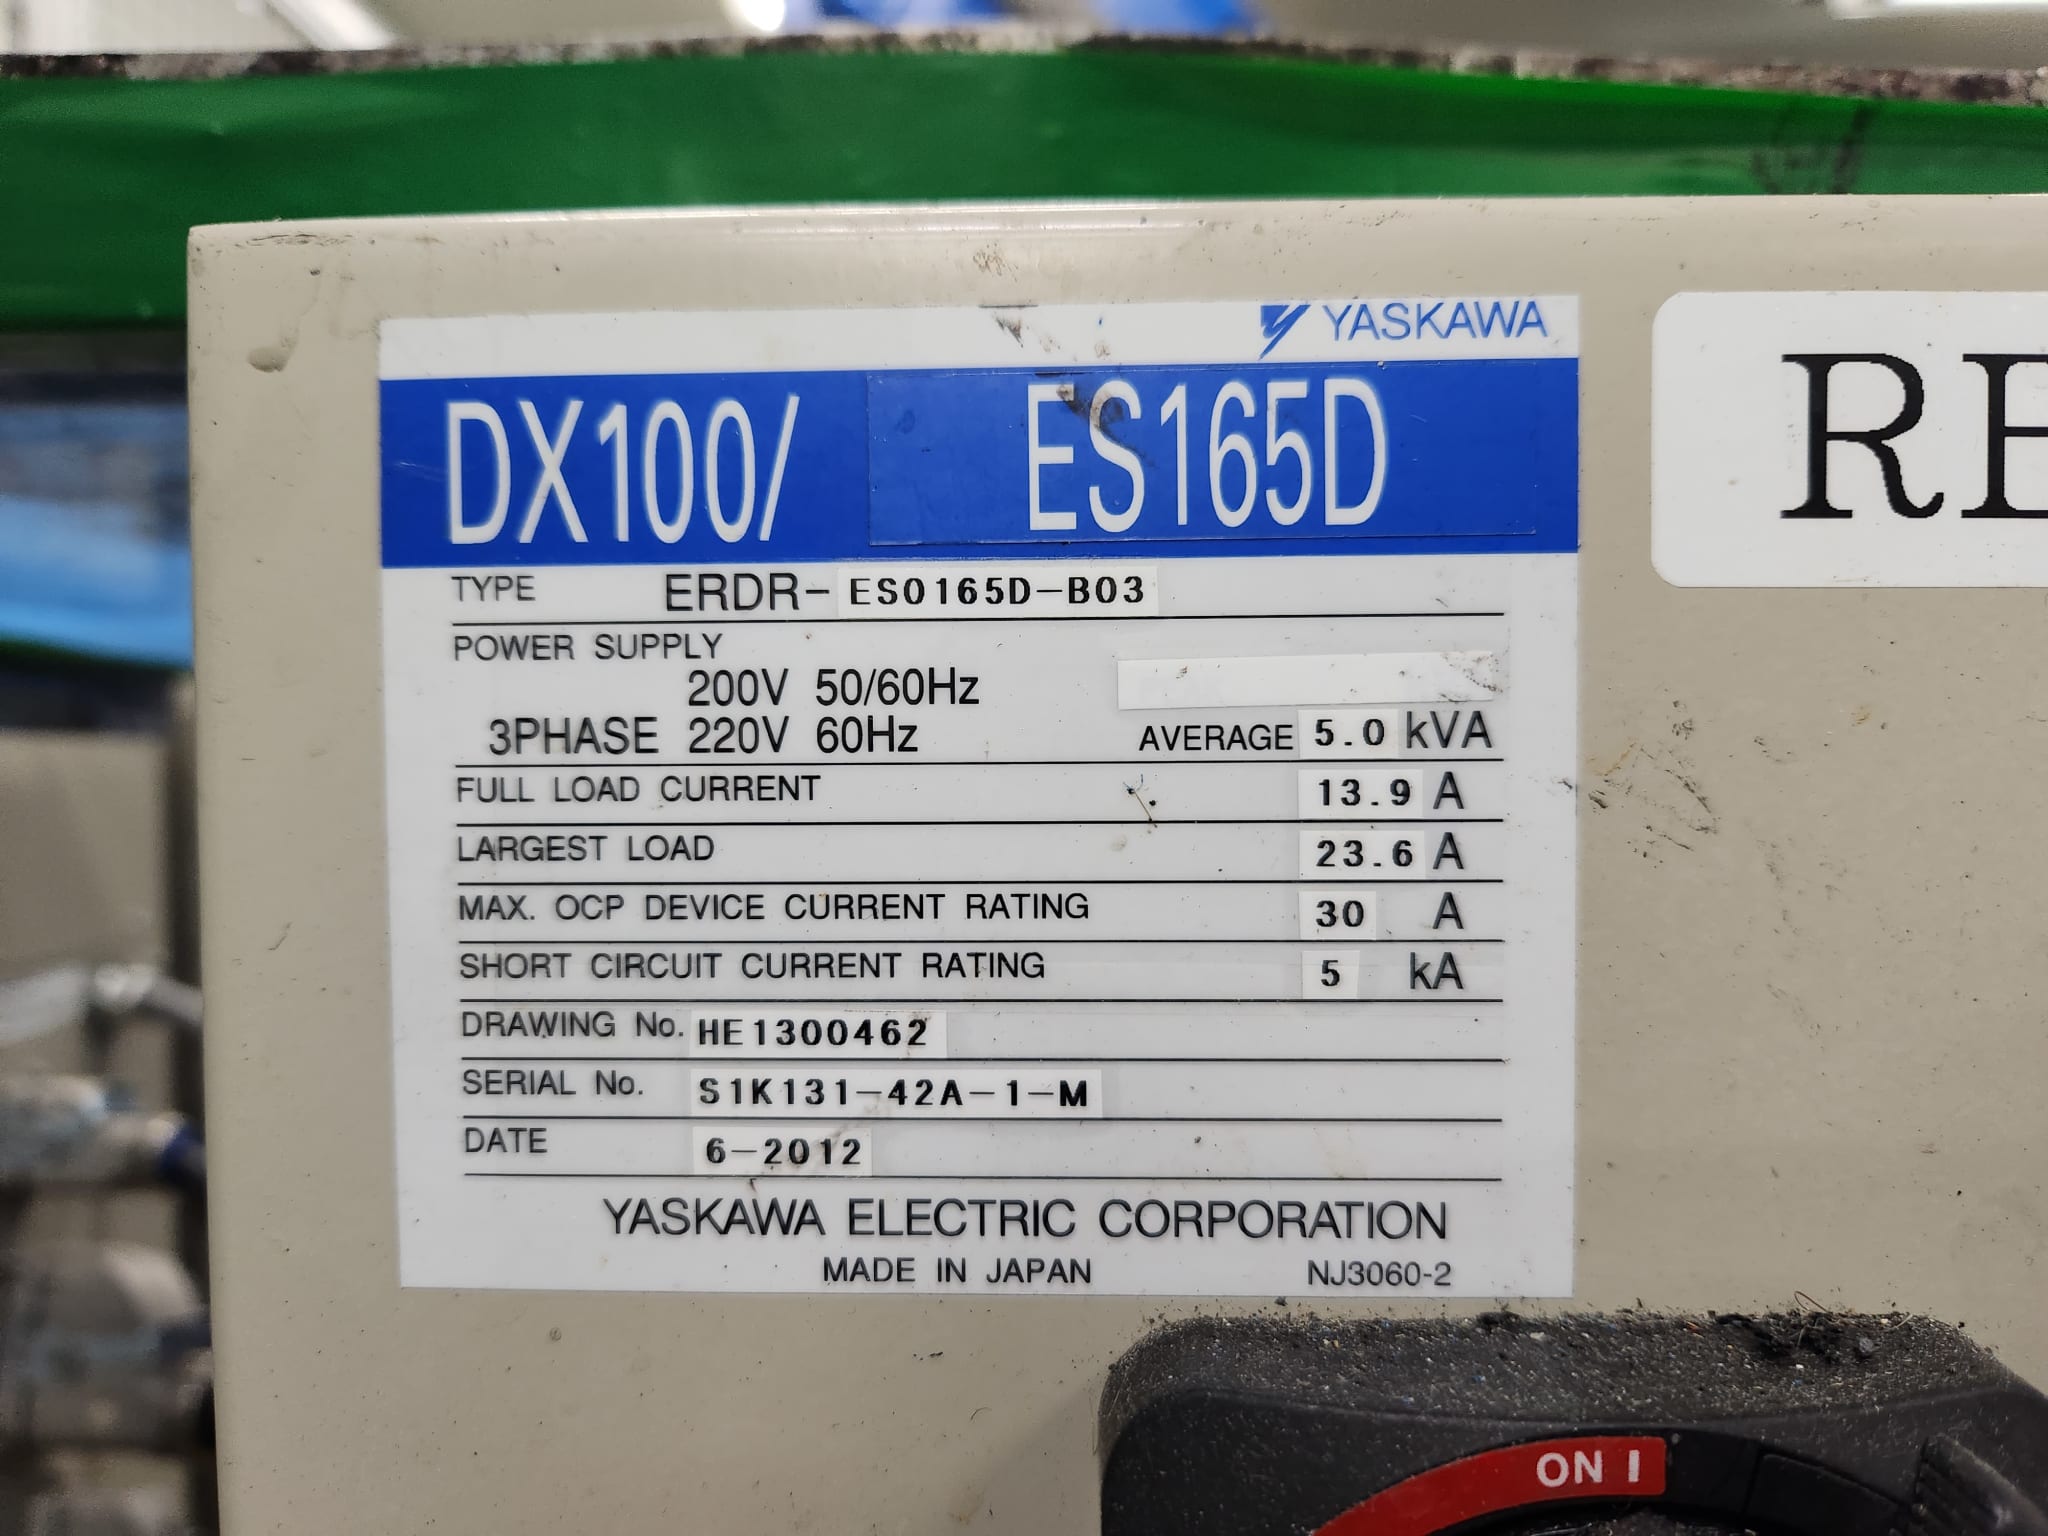 YASKAWA
DX100/ ES165D
TYPE ERDR-ES0165D-B03
POWER SUPPLY
200V 50/60Hz
3PHASE 220V 60Hz AVERAGE 5.0 kVA
FULL LOAD CURRENT 13.9 A
LARGEST LOAD 23.6 A
MAX. OCP DEVICE CURRENT RATING 30 A
SHORT CIRCUIT CURRENT RATING 5 kA
DRAWING No. HE1300462
SERIAL No. S1K131-42A-1-M
DATE 6-2012
YASKAWA ELECTRIC CORPORATION
MADE IN JAPAN NJ3060-2
ON I